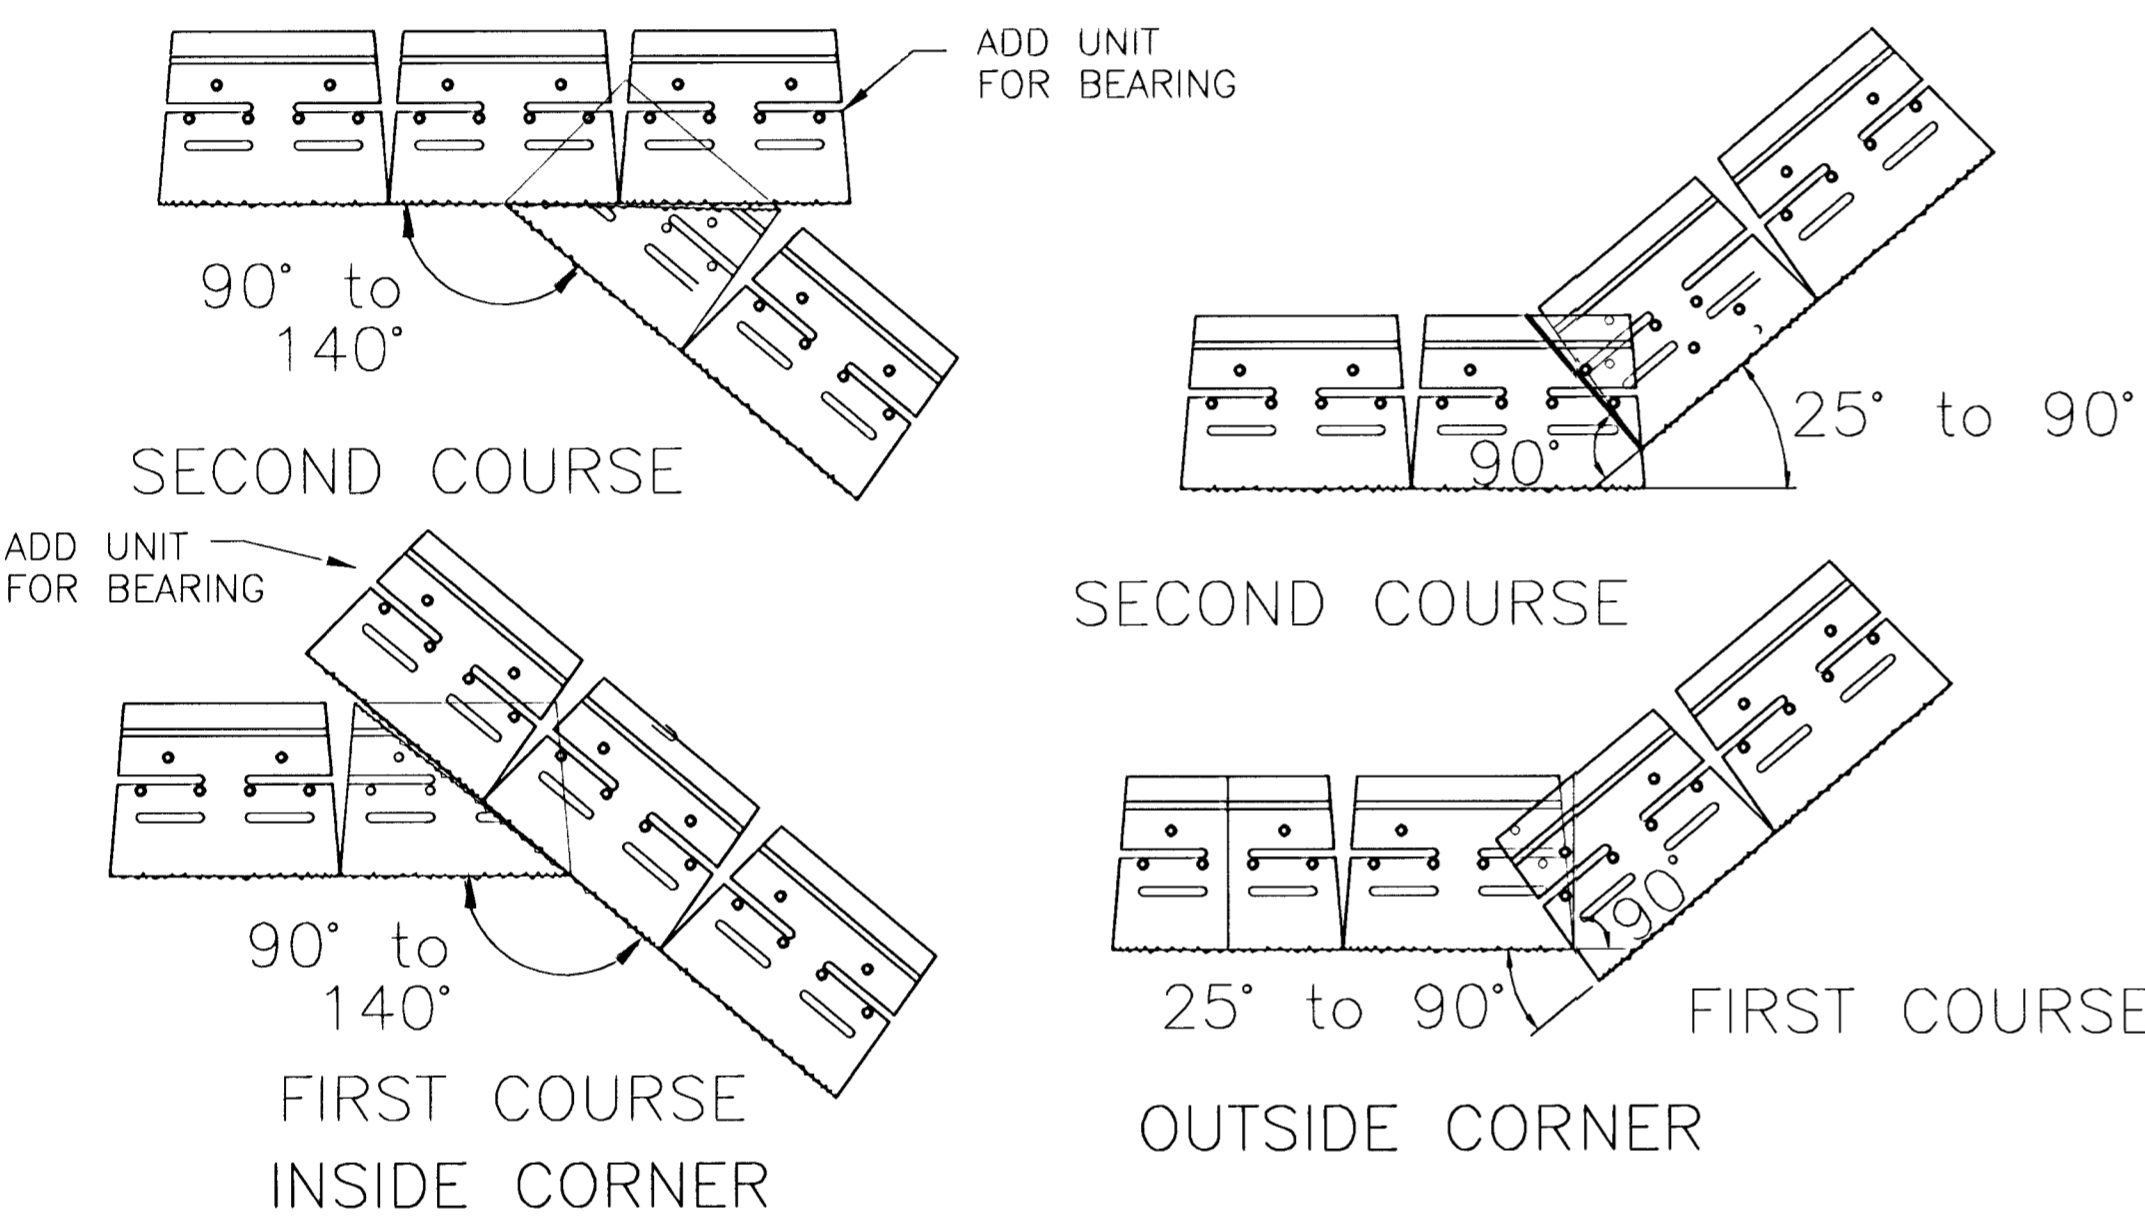 ADD UNIT
FOR BEARING
90° to
140°
SECOND COURSE
25° to 90°
90°
SECOND COURSE
ADD UNIT
FOR BEARING
90° to
140°
FIRST COURSE
INSIDE CORNER
90°
25° to 90°
FIRST COURSE
OUTSIDE CORNER